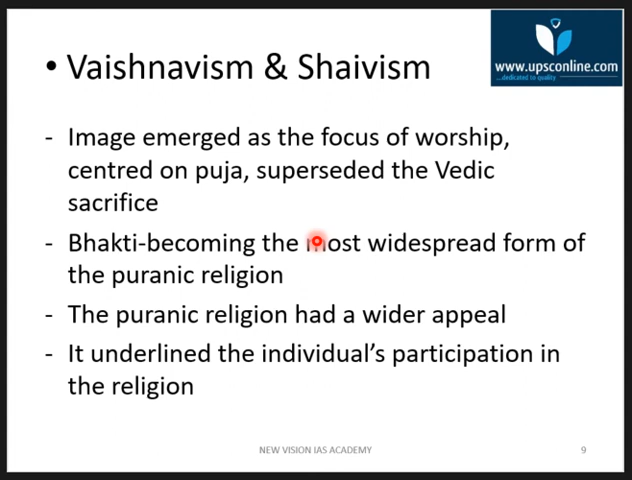 www.upsconline.com
...dedicated to quality
• Vaishnavism & Shaivism
- Image emerged as the focus of worship,
centred on puja, superseded the Vedic
sacrifice
- Bhakti-becoming the most widespread form of
the puranic religion
- The puranic religion had a wider appeal
- It underlined the individual's participation in
the religion
NEW VISION IAS ACADEMY
9